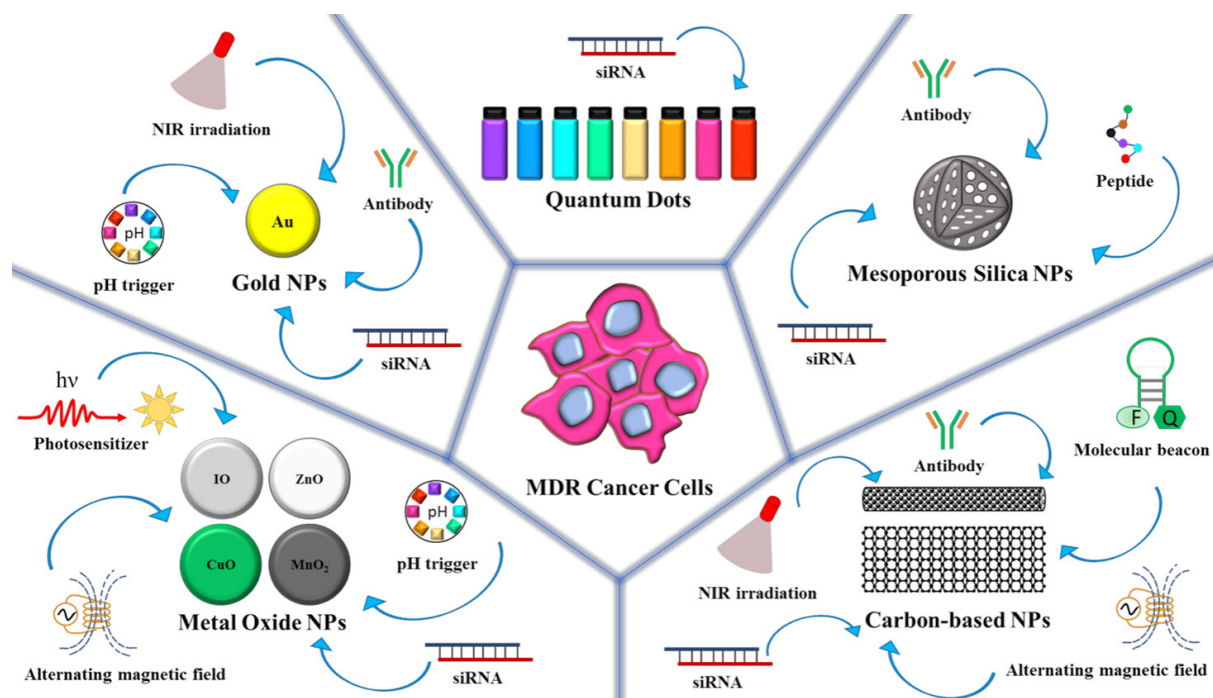 NIR irradiation
pH
pH trigger
Au
Gold NPs
Antibody
siRNA
siRNA
Quantum Dots
Antibody
Peptide
Mesoporous Silica NPs
siRNA
MDR Cancer Cells
hν
Photosensitizer
IO
ZnO
CuO
MnO₂
Metal Oxide NPs
pH
pH trigger
Alternating magnetic field
siRNA
Antibody
F
Q
Molecular beacon
NIR irradiation
Carbon-based NPs
siRNA
Alternating magnetic field